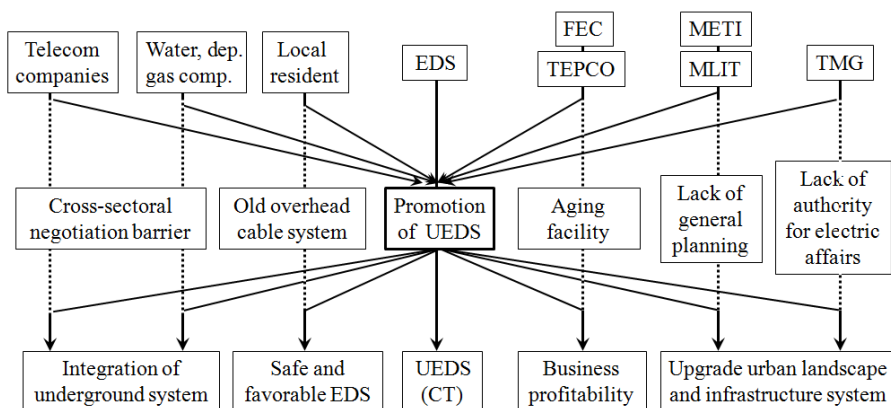 FEC
METI
Telecom
companies
Water, dep.
gas comp.
Local
resident
EDS
TEPCO
MLIT
TMG
Cross-sectoral
negotiation barrier
Old overhead
cable system
Promotion
of UEDS
Aging
facility
Lack of
general
planning
Lack of
authority
for electric
affairs
Integration of
underground system
Safe and
favorable EDS
UEDS
(CT)
Business
profitability
Upgrade urban landscape
and infrastructure system